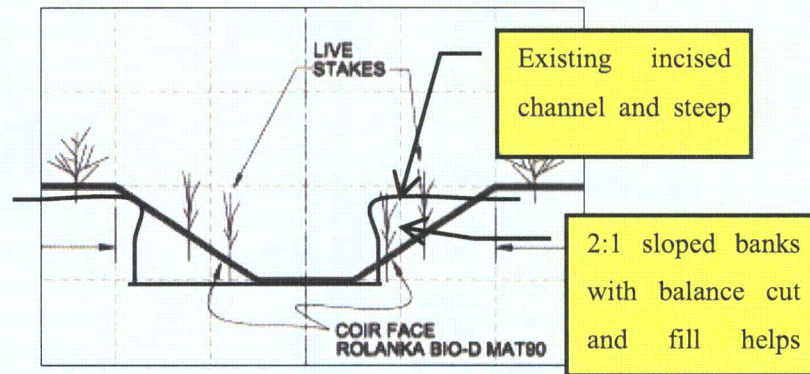 LIVE
STAKES
Existing incised
channel and steep
2:1 sloped banks
with balance cut
and fill helps
COIR FACE
ROLANKA BIO-D MAT90